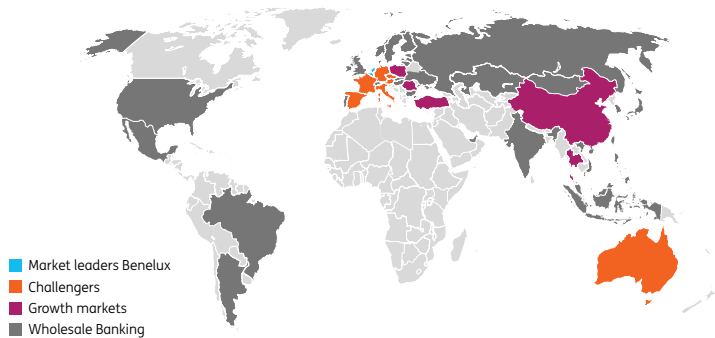 Market leaders Benelux
Challengers
Growth markets
Wholesale Banking